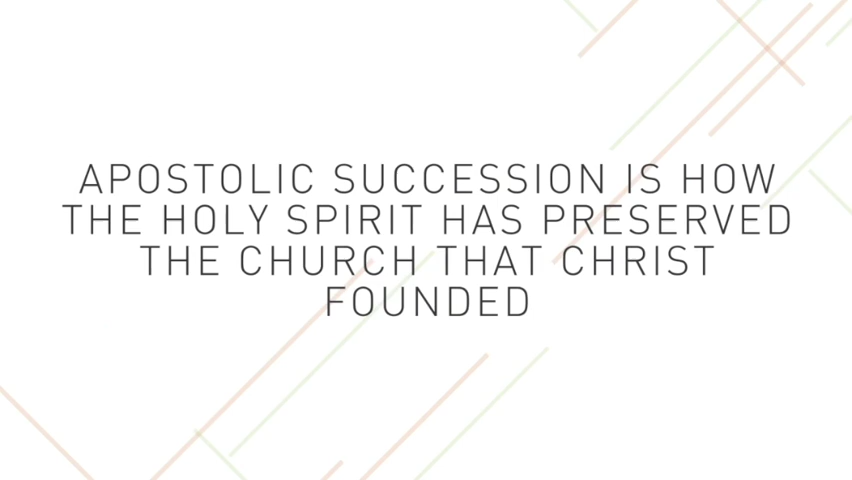 APOSTOLIC SUCCESSION IS HOW
THE HOLY SPIRIT HAS PRESERVED
THE CHURCH THAT CHRIST
FOUNDED